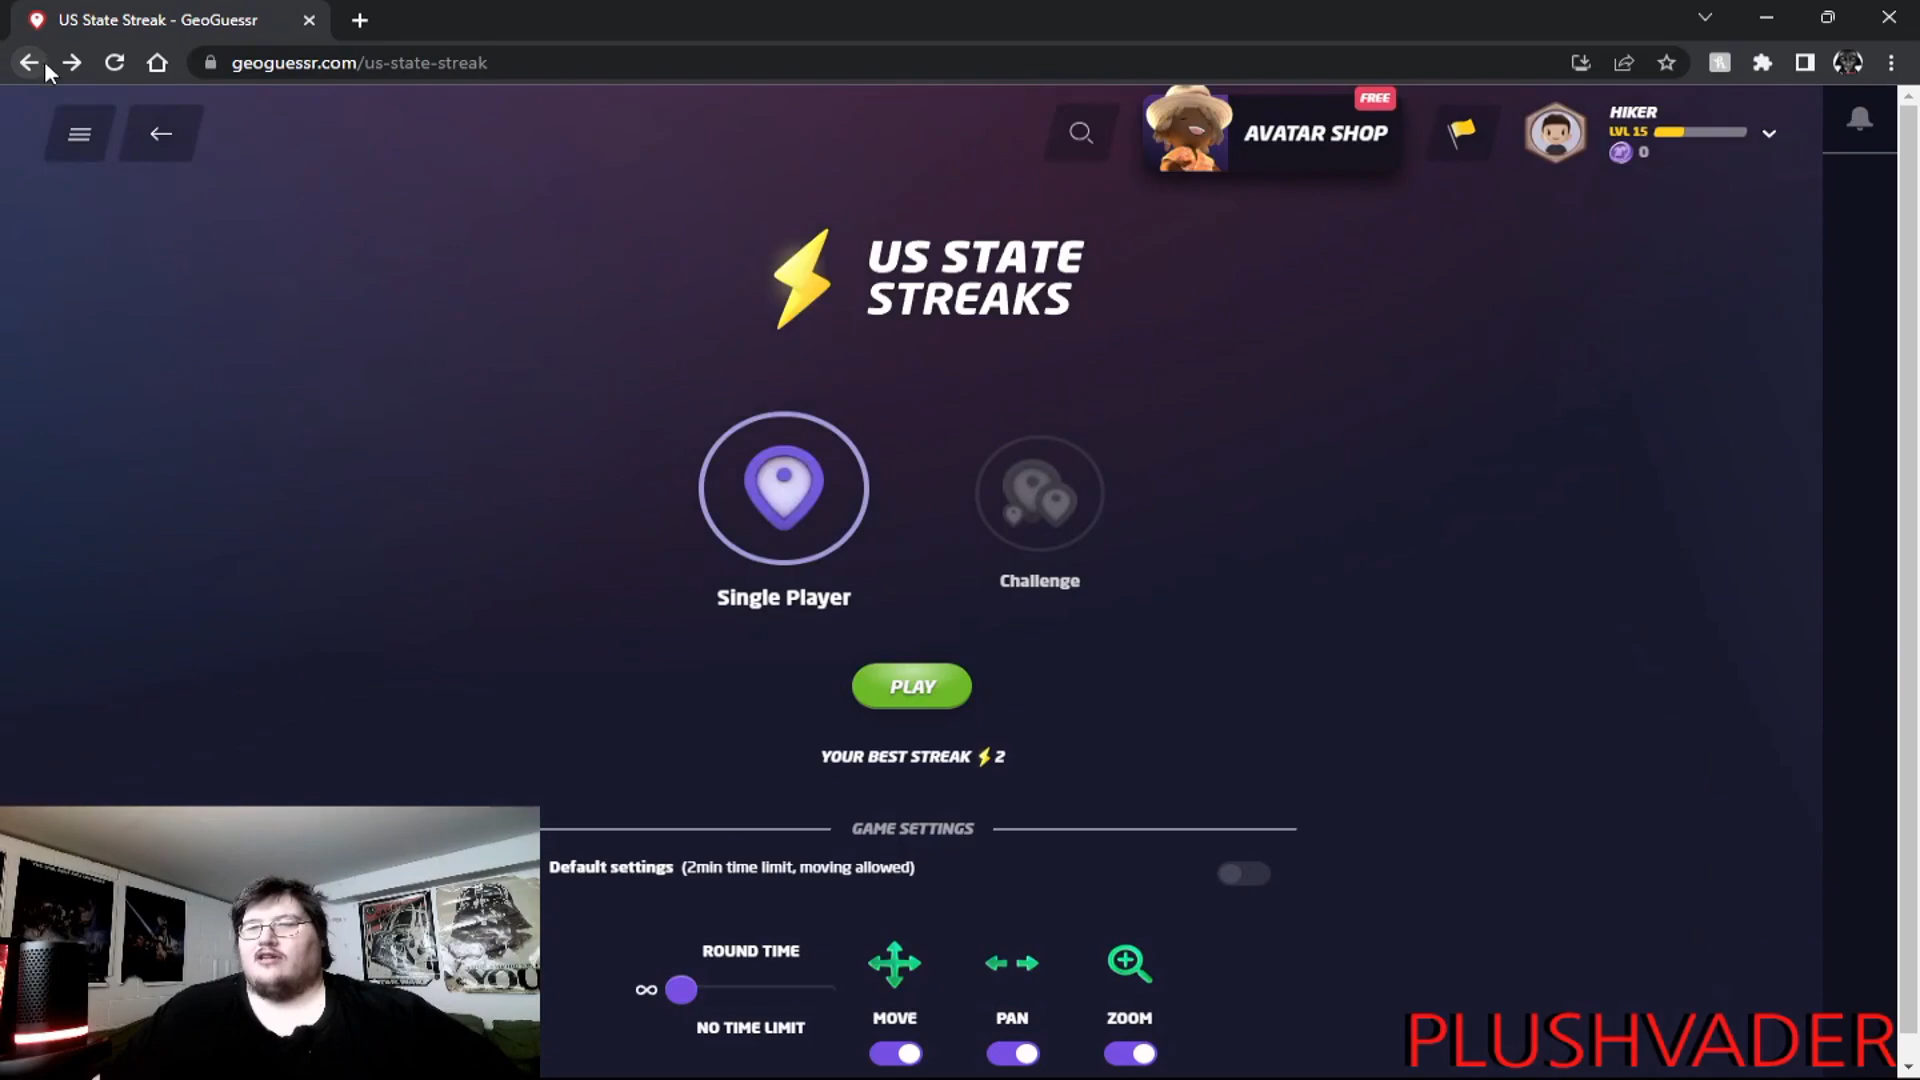 US State Streak - GeoGuessr
geoguessr.com/us-state-streak
FREE
AVATAR SHOP
HIKER
LVL 15
0
US STATE
STREAKS
Single Player
Challenge
PLAY
YOUR BEST STREAK 2
GAME SETTINGS
Default settings (2min time limit, moving allowed)
ROUND TIME
∞
NO TIME LIMIT
MOVE
PAN
ZOOM
YOU
PLUSHVADER